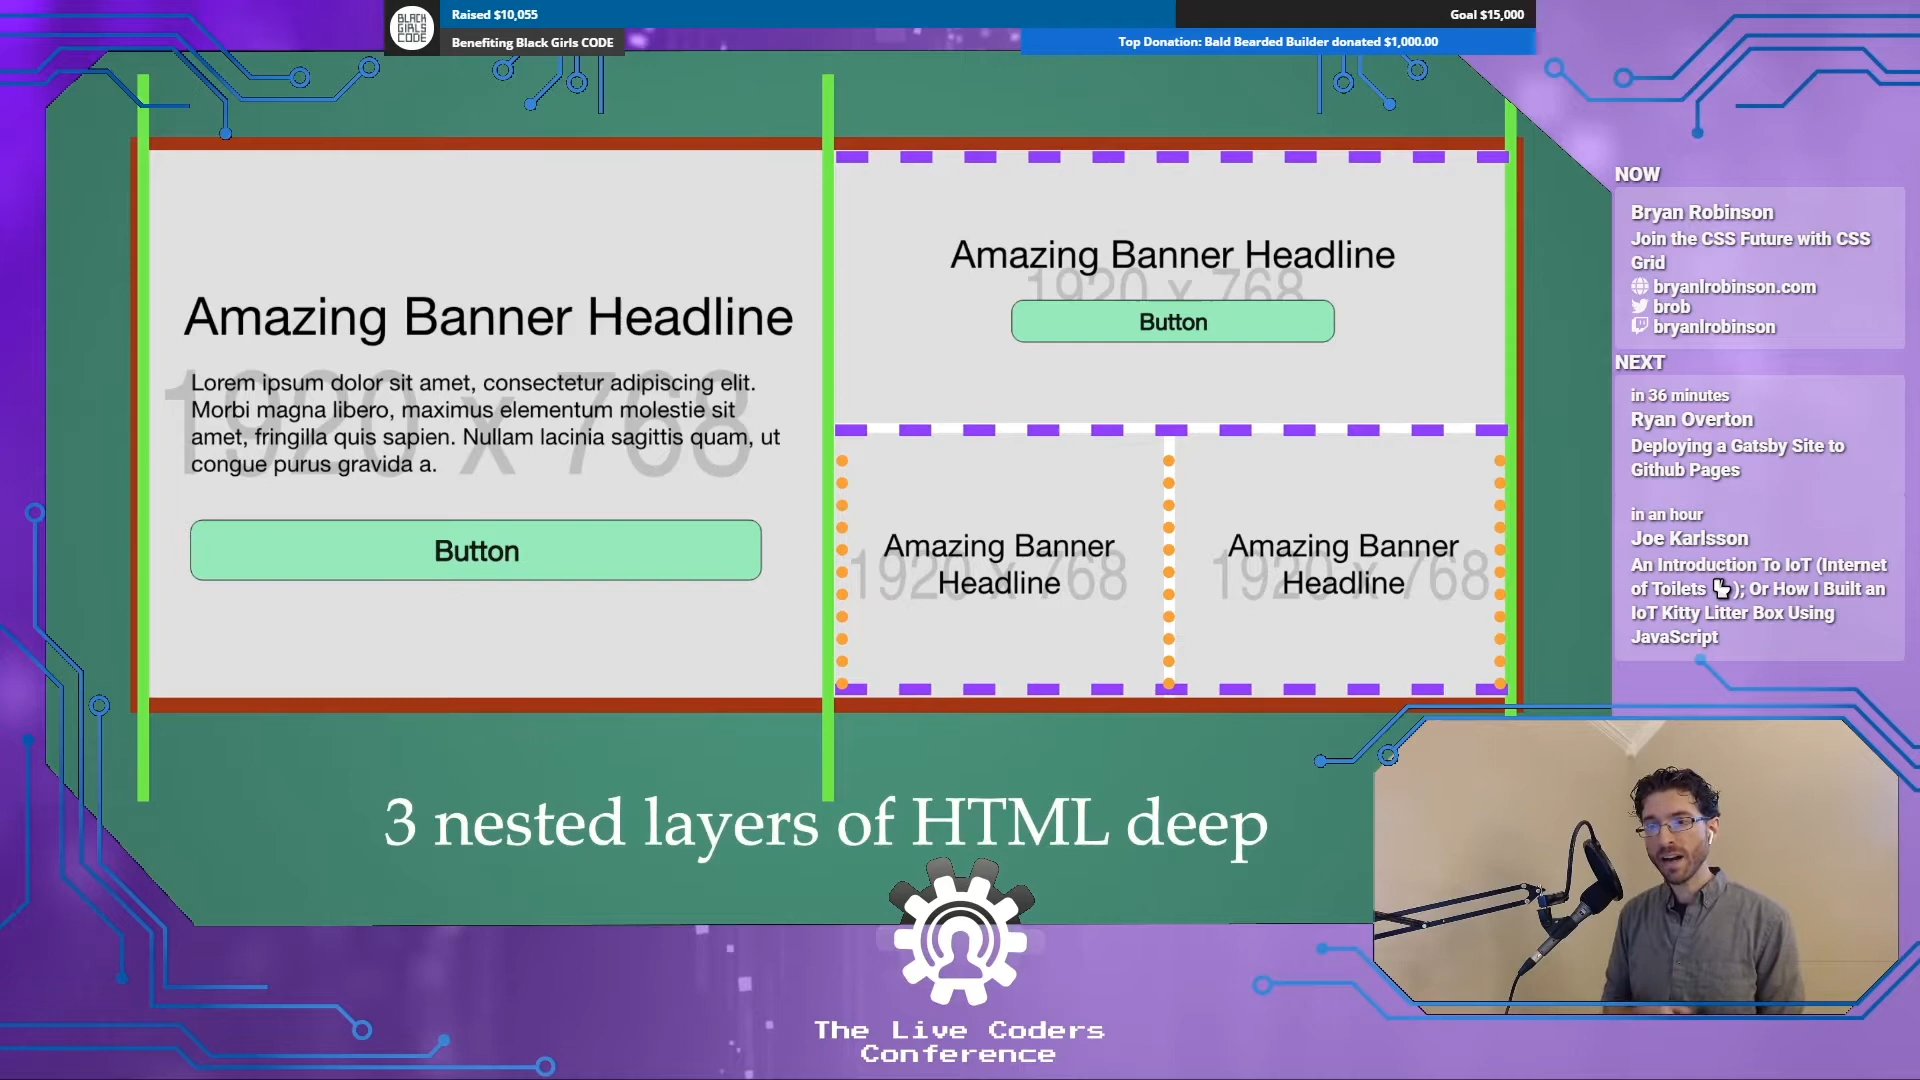 BLACK
GIRLS
CODE
Raised $10,055
Goal $15,000
Benefiting Black Girls CODE
Top Donation: Bald Bearded Builder donated $1,000.00
Amazing Banner Headline
1920 x 768
Lorem ipsum dolor sit amet, consectetur adipiscing elit.
Morbi magna libero, maximus elementum molestie sit
amet, fringilla quis sapien. Nullam lacinia sagittis quam, ut
congue purus gravida a.
Button
Amazing Banner Headline
1920 x 768
Button
Amazing Banner
Headline
1920 x 768
Amazing Banner
Headline
1920 x 768
3 nested layers of HTML deep
NOW
Bryan Robinson
Join the CSS Future with CSS
Grid
bryanlrobinson.com
brob
bryanlrobinson
NEXT
in 36 minutes
Ryan Overton
Deploying a Gatsby Site to
Github Pages
in an hour
Joe Karlsson
An Introduction To IoT (Internet
of Toilets ); Or How I Built an
IoT Kitty Litter Box Using
JavaScript
The Live Coders
Conference